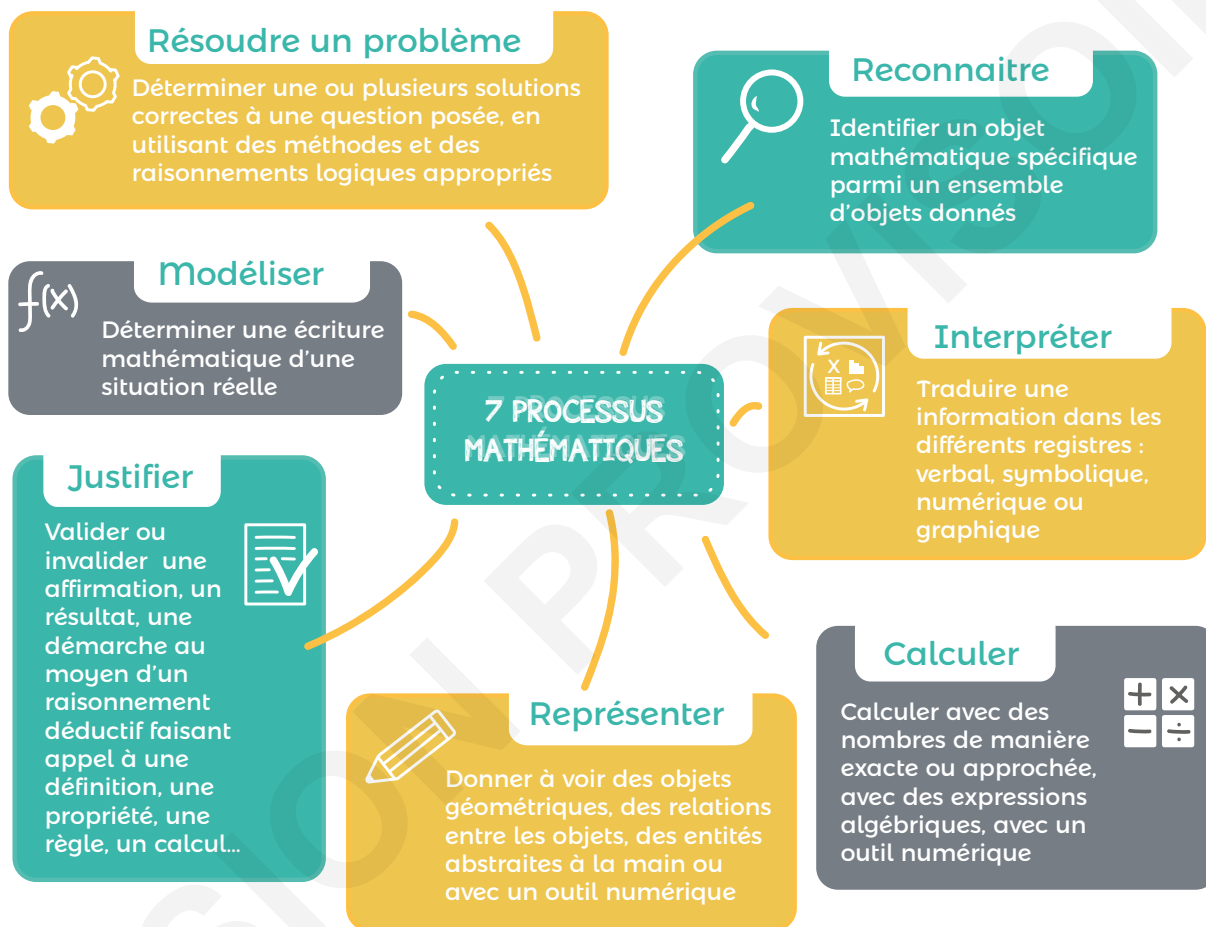 Résoudre un problème
Déterminer une ou plusieurs solutions
correctes à une question posée, en
utilisant des méthodes et des
raisonnements logiques appropriés
Reconnaitre
Identifier un objet
mathématique spécifique
parmi un ensemble
d'objets donnés
f(x)
Modéliser
Déterminer une écriture
mathématique d'une
situation réelle
Interpréter
X
Traduire une
information dans les
différents registres :
verbal, symbolique,
numérique ou
graphique
7 PROCESSUS
MATHÉMATIQUES
Justifier
Valider ou
invalider une
affirmation, un
résultat, une
démarche au
moyen d'un
raisonnement
déductif faisant
appel à une
définition, une
propriété, une
règle, un calcul...
Représenter
Donner à voir des objets
géométriques, des relations
entre les objets, des entités
abstraites à la main ou
avec un outil numérique
Calculer
Calculer avec des
nombres de manière
exacte ou approchée,
avec des expressions
algébriques, avec un
outil numérique
+ ×
− ÷
SION PROVISOI